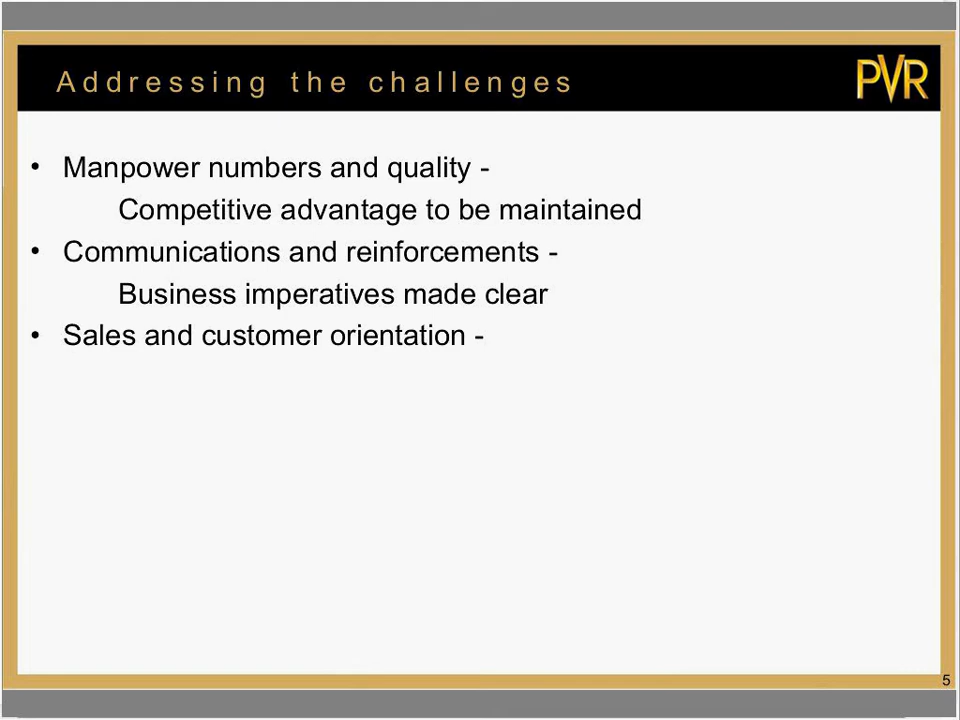 Addressing the challenges
PVR
• Manpower numbers and quality -
Competitive advantage to be maintained
• Communications and reinforcements -
Business imperatives made clear
• Sales and customer orientation -
5